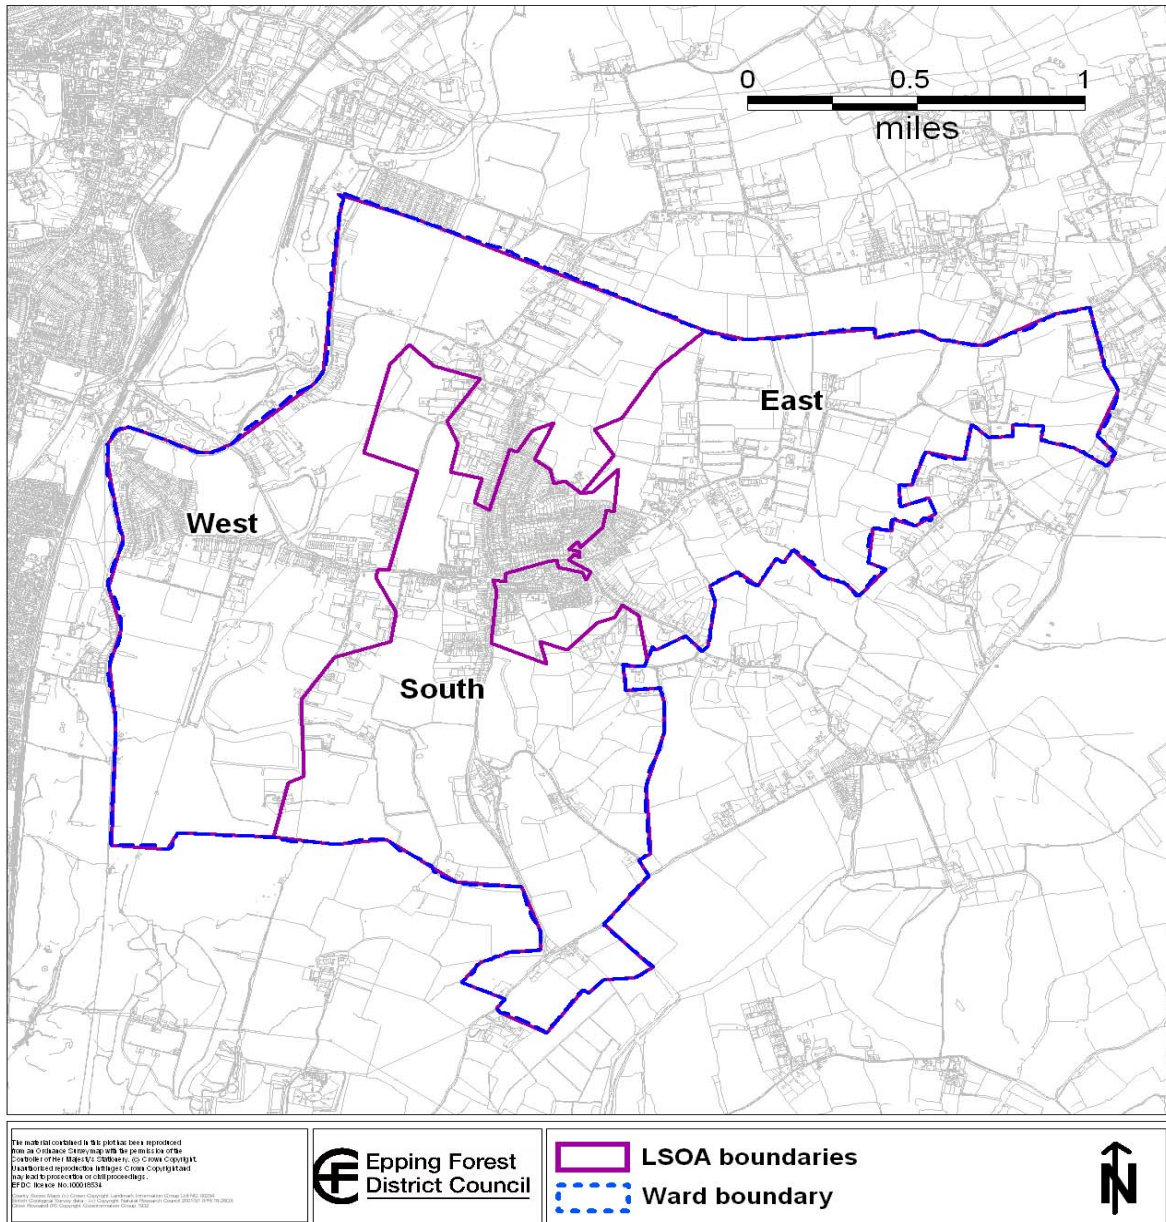 0 0.5 1
miles
East
West
South
The material contained in this plot has been reproduced
from an Ordnance Survey map with the permission of the
Controller of Her Majesty's Stationery. (c) Crown Copyright.
Unauthorised reproduction infringes Crown Copyright and
may lead to prosecution or civil proceedings.
EFDC licence No.100018534
Epping Forest
District Council
LSOA boundaries
Ward boundary
N